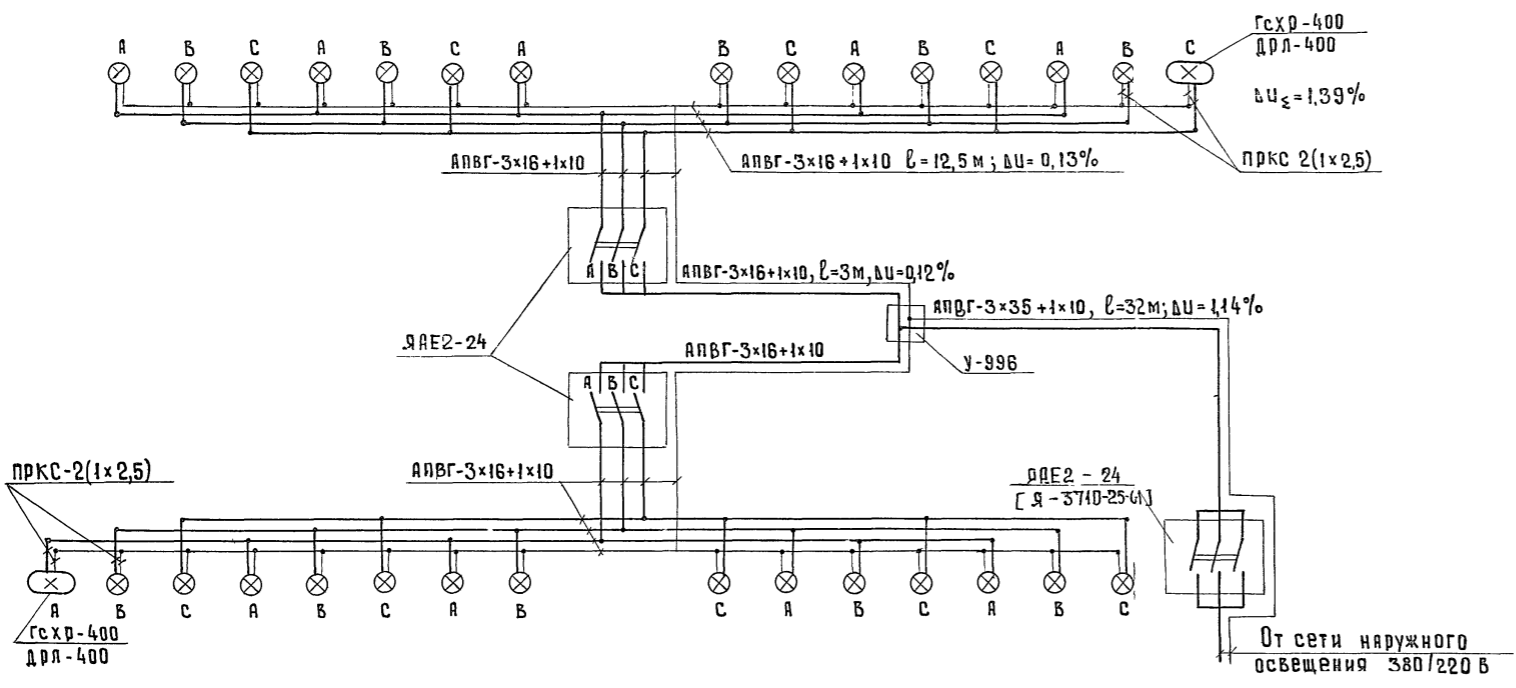 ГсХР-400
ДРЛ-400
А В С А В С А В С А В С А В С
ΔU_Σ=1,39%
АПВГ-3×16+1×10
АПВГ-3×16+1×10 ℓ=12,5м; ΔU=0,13%
ПРКС 2(1×2,5)
А В С
АПВГ-3×16+1×10, ℓ=3м, ΔU=0,12%
АПВГ-3×35+1×10, ℓ=32м; ΔU=1,14%
ЯАЕ2-24
АПВГ-3×16+1×10
У-996
А В С
ПРКС-2(1×2,5)
АПВГ-3×16+1×10
ЯАЕ2-24
[Я-3710-25-61]
А В С А В С А В С А В С А В С
ГсХР-400
ДРЛ-400
От сети наружного
освещения 380/220 В